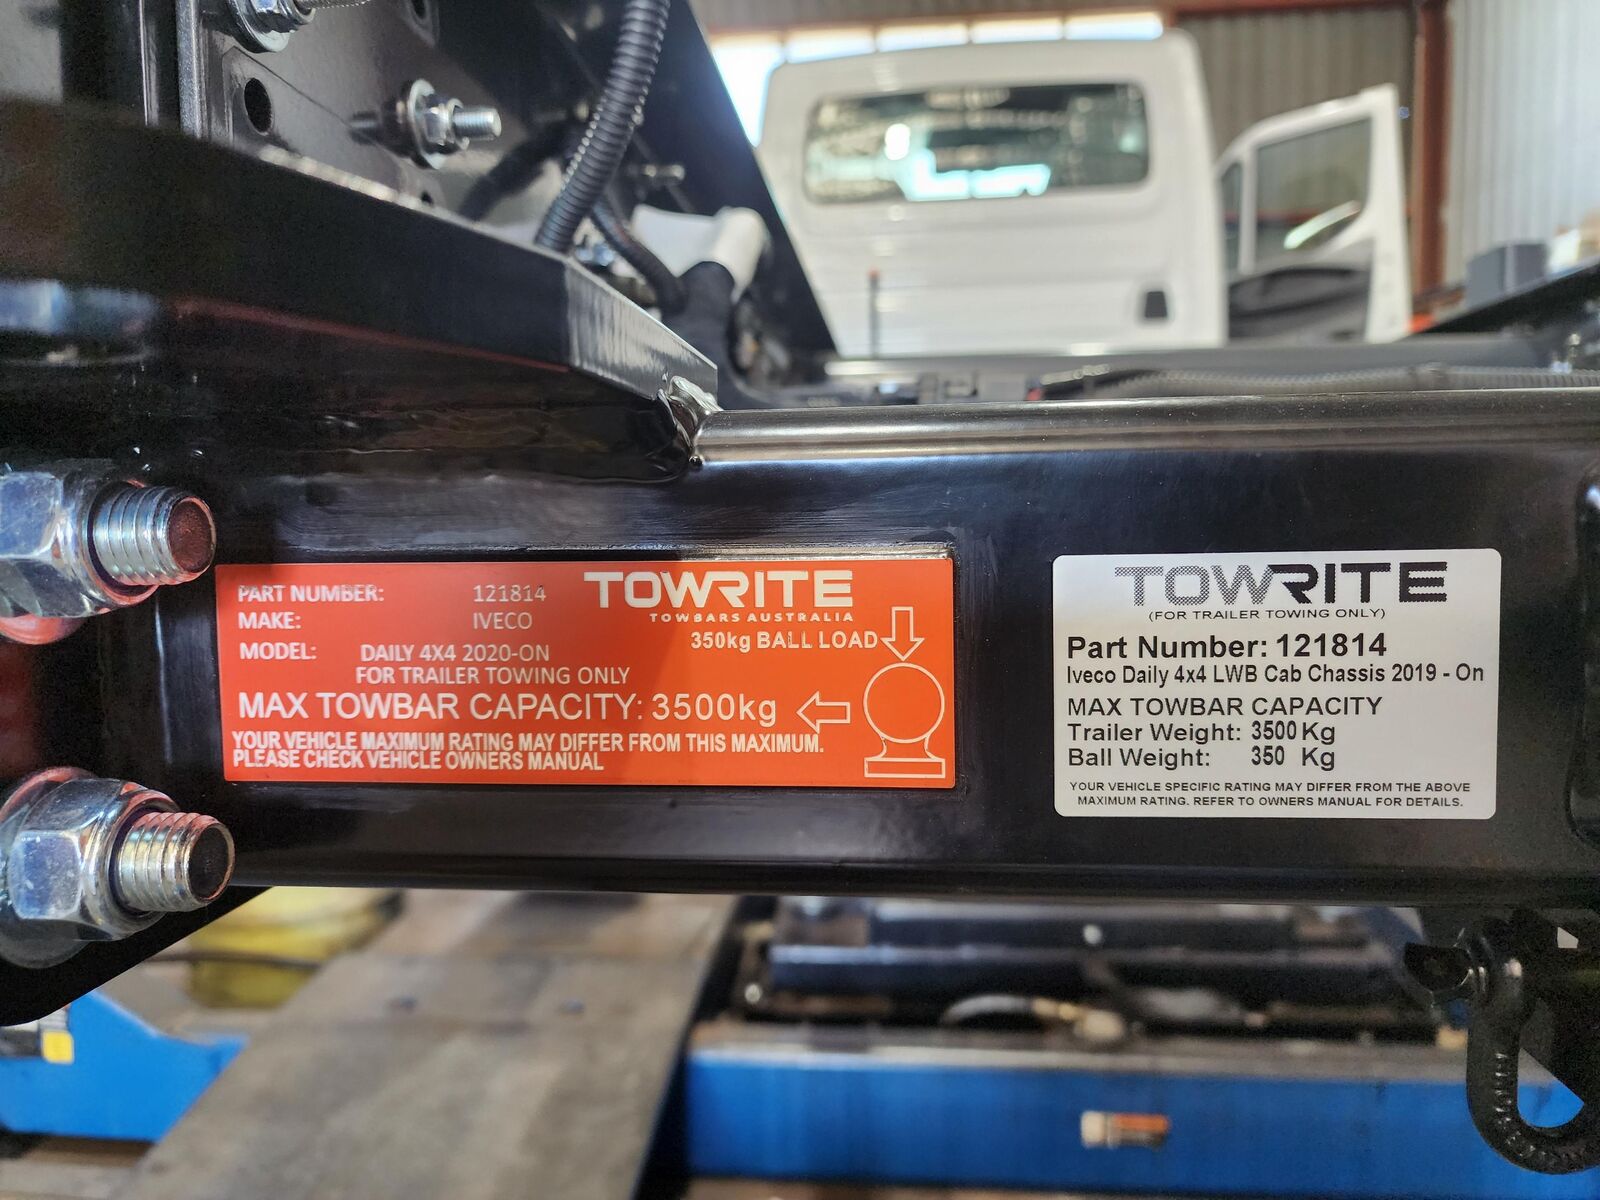 PART NUMBER: 121814
MAKE: IVECO
MODEL: DAILY 4X4 2020-ON
FOR TRAILER TOWING ONLY
TOWRITE
TOWBARS AUSTRALIA
350kg BALL LOAD
MAX TOWBAR CAPACITY: 3500kg
YOUR VEHICLE MAXIMUM RATING MAY DIFFER FROM THIS MAXIMUM.
PLEASE CHECK VEHICLE OWNERS MANUAL
TOWRITE
(FOR TRAILER TOWING ONLY)
Part Number: 121814
Iveco Daily 4x4 LWB Cab Chassis 2019 - On
MAX TOWBAR CAPACITY
Trailer Weight: 3500 Kg
Ball Weight: 350 Kg
YOUR VEHICLE SPECIFIC RATING MAY DIFFER FROM THE ABOVE
MAXIMUM RATING. REFER TO OWNERS MANUAL FOR DETAILS.